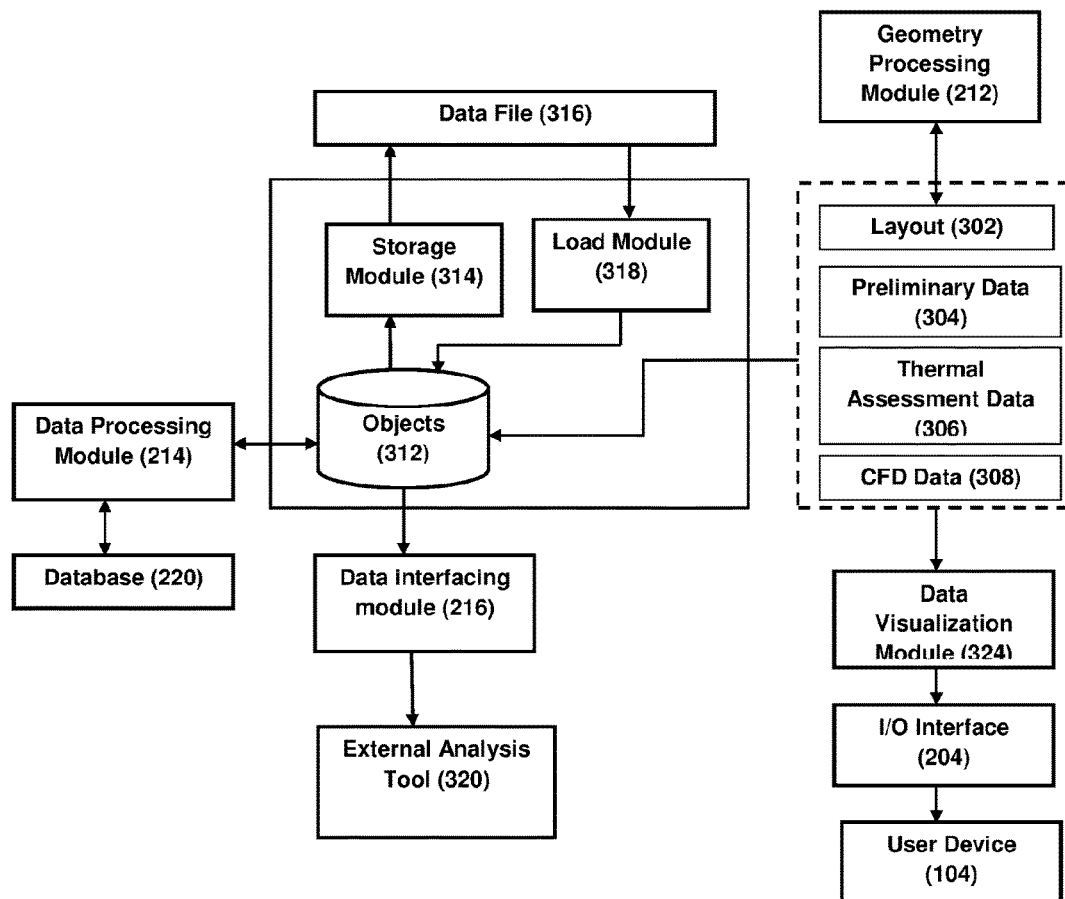 Geometry
Processing
Module (212)
Data File (316)
Storage
Module (314)
Load Module
(318)
Layout (302)
Preliminary Data
(304)
Thermal
Assessment Data
(306)
CFD Data (308)
Objects
(312)
Data Processing
Module (214)
Database (220)
Data interfacing
module (216)
External Analysis
Tool (320)
Data
Visualization
Module (324)
I/O Interface
(204)
User Device
(104)